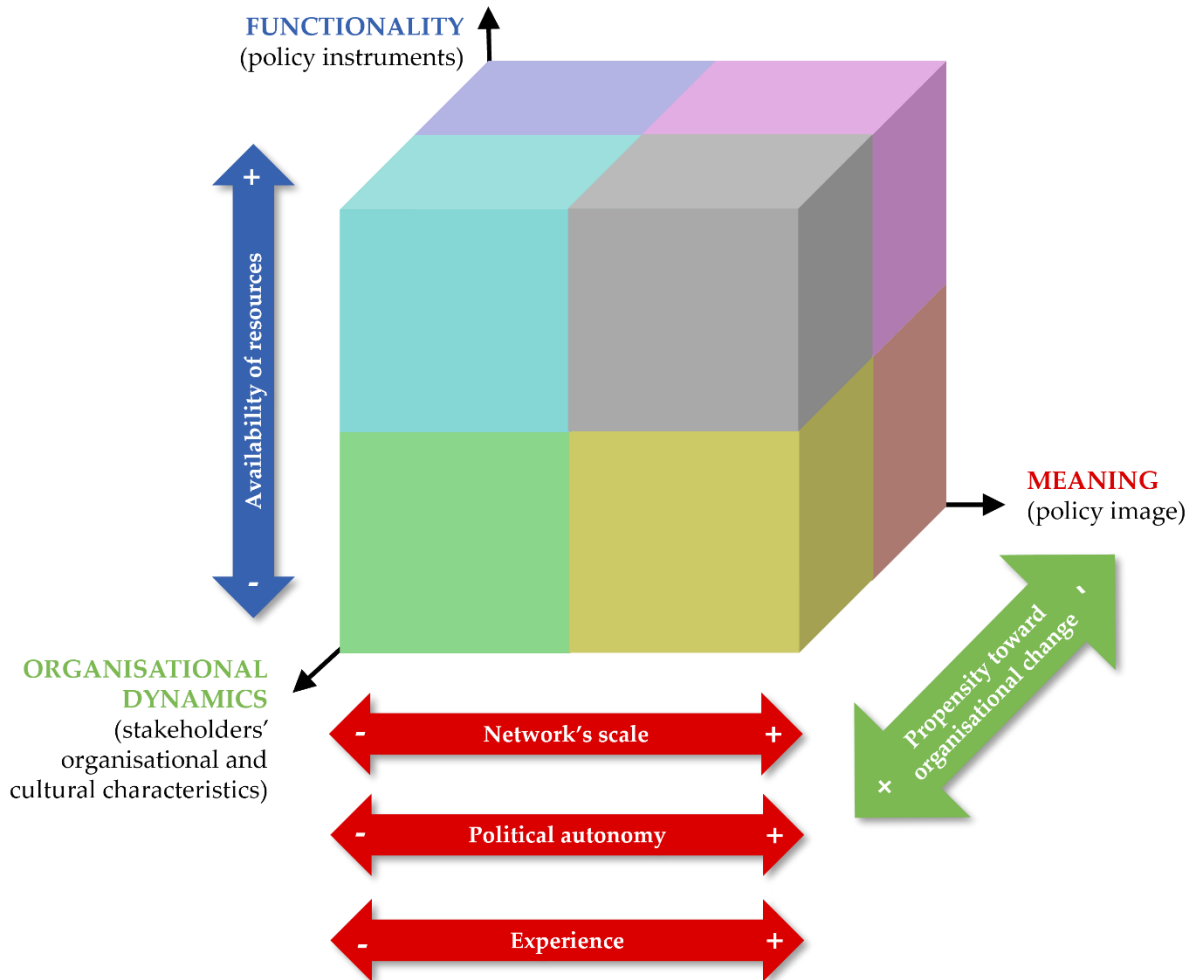 FUNCTIONALITY
(policy instruments)
+
Availability of resources
-
MEANING
(policy image)
ORGANISATIONAL
DYNAMICS
(stakeholders’
organisational and
cultural characteristics)
-
Propensity toward
organisational change
+
- Network’s scale +
- Political autonomy +
- Experience +